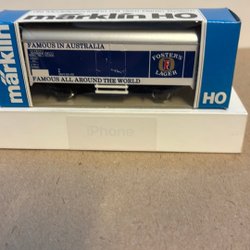 märklin HO
märklin
FAMOUS IN AUSTRALIA
FOSTER'S
LAGER
FAMOUS ALL AROUND THE WORLD
HO
iPhone